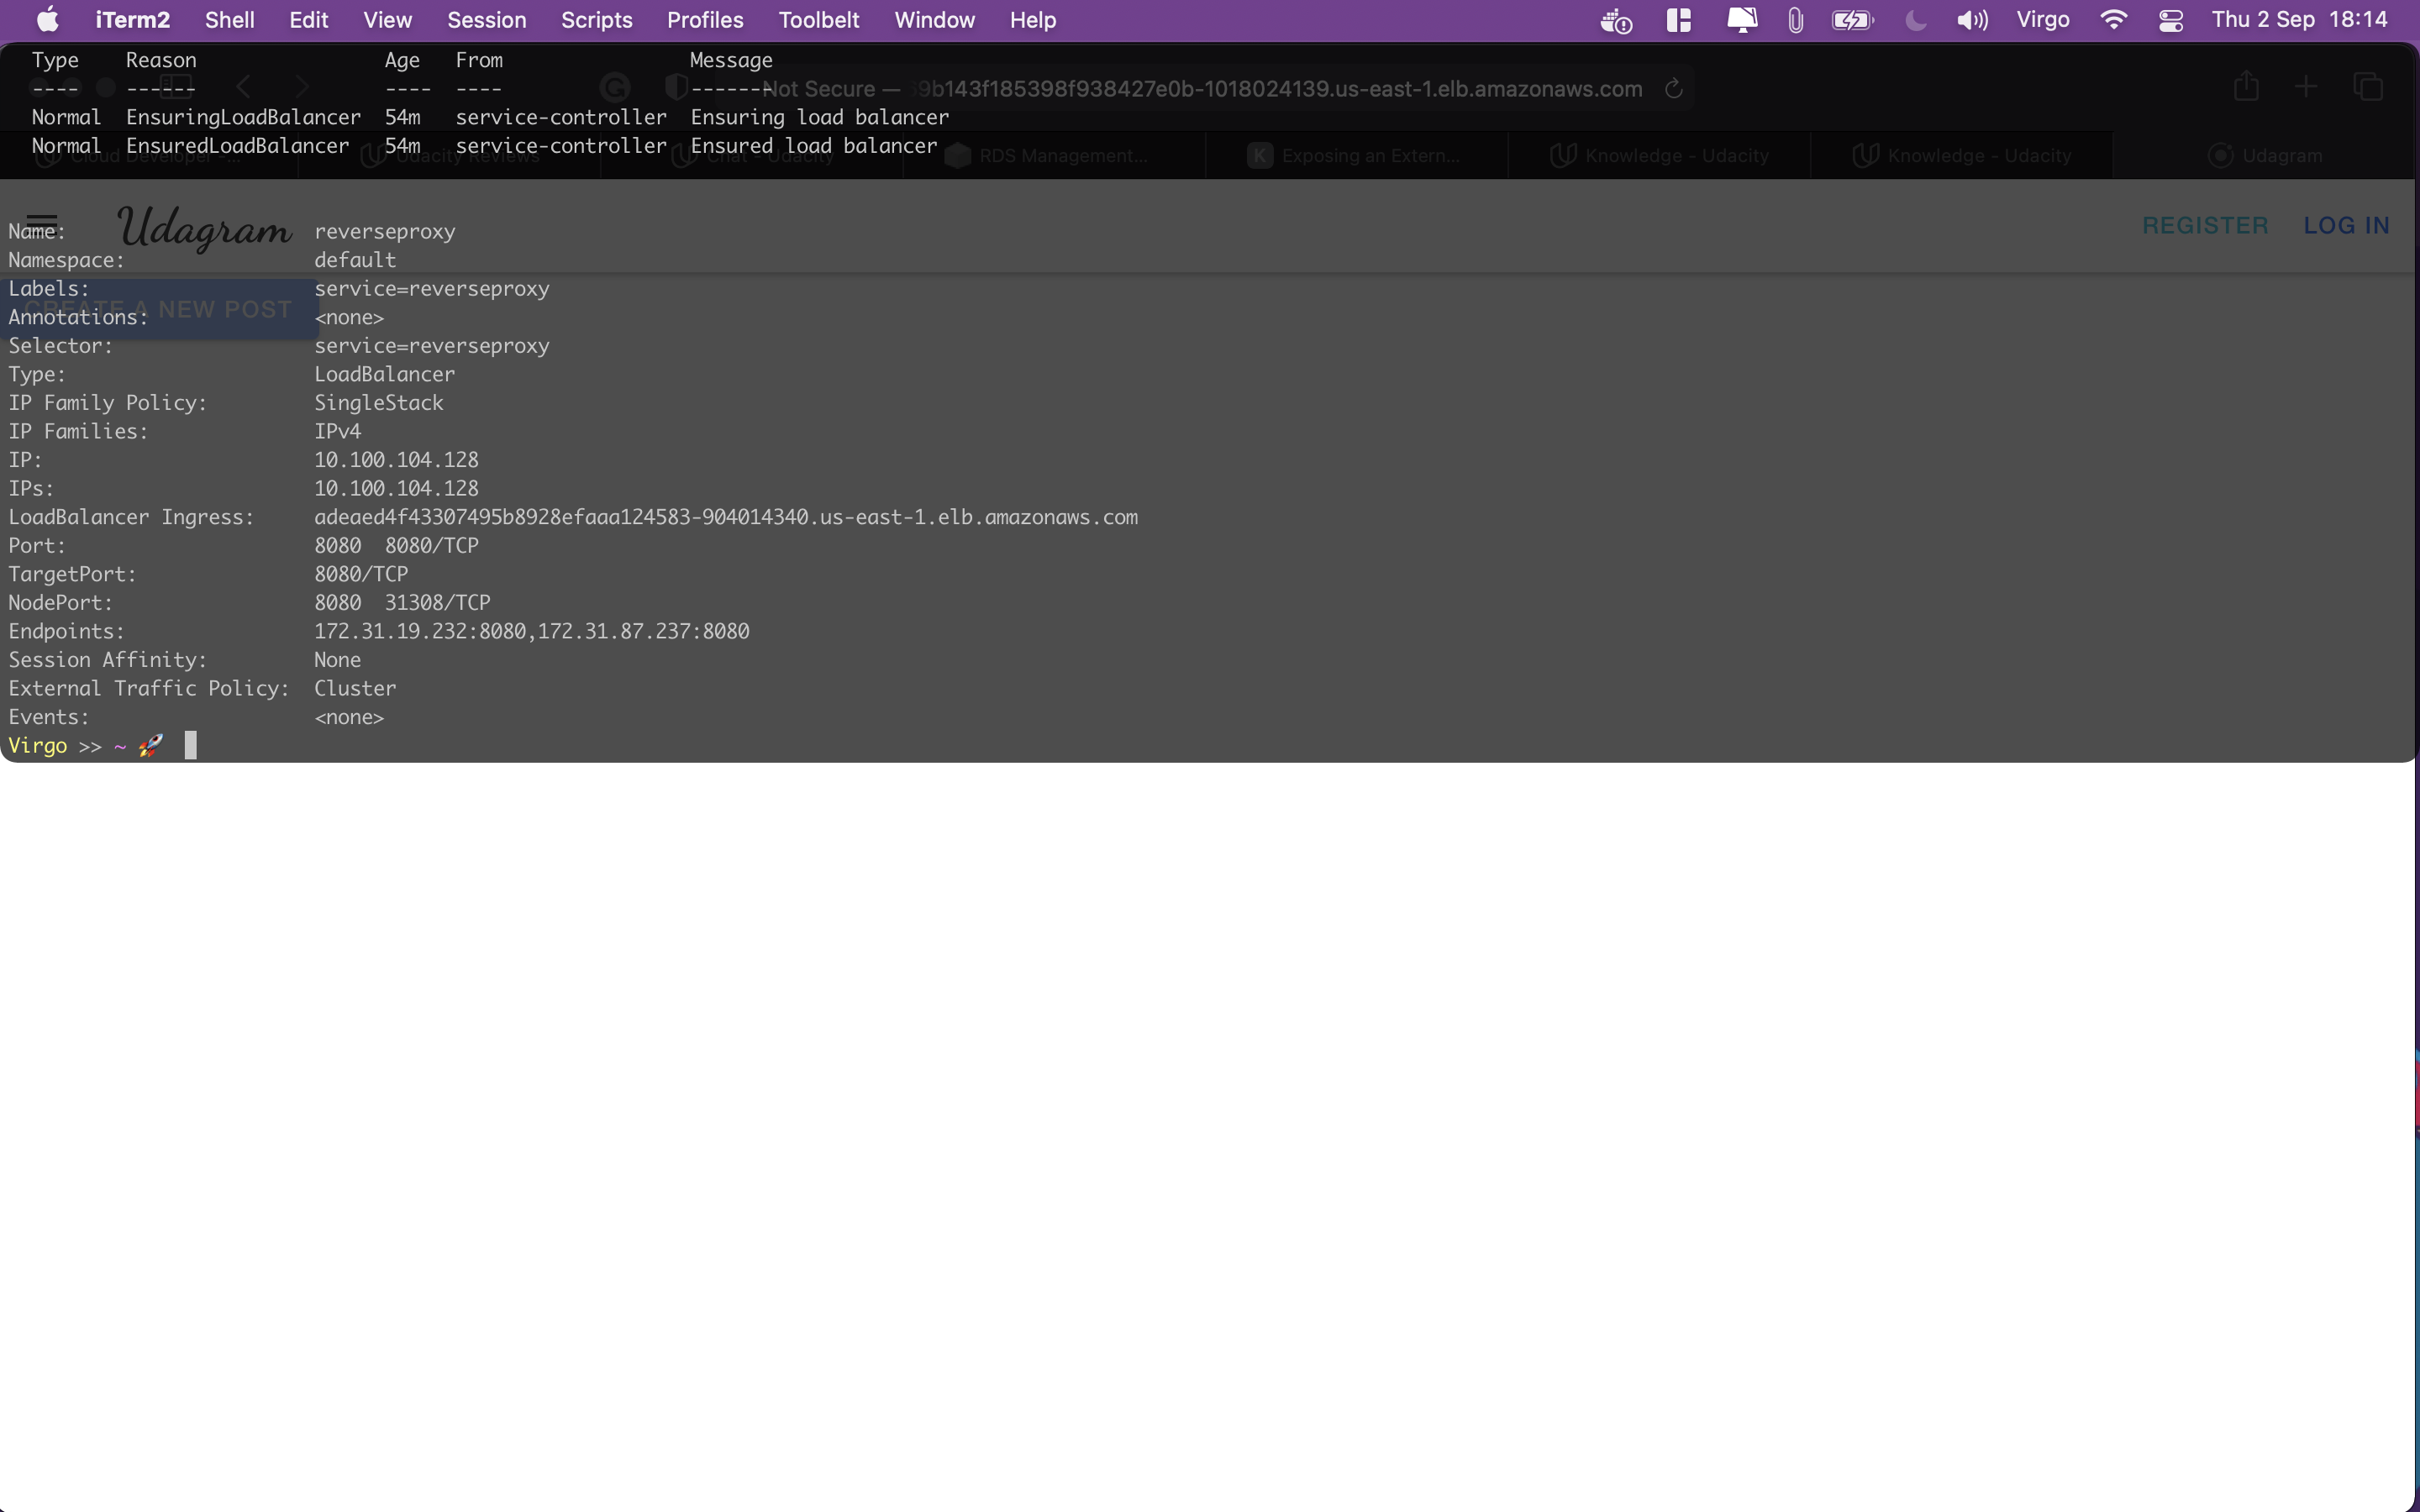 iTerm2 Shell Edit View Session Scripts Profiles Toolbelt Window Help Virgo Thu 2 Sep 18:14
Type Reason Age From Message
---- ------ ---- ---- -------
Not Secure — 9b143f185398f938427e0b-1018024139.us-east-1.elb.amazonaws.com
Normal EnsuringLoadBalancer 54m service-controller Ensuring load balancer
Normal EnsuredLoadBalancer 54m service-controller Ensured load balancer
Cloud Developer -... Udacity Reviews Chat - Udacity RDS Management... K Exposing an Extern... Knowledge - Udacity Knowledge - Udacity Udagram
Udagram REGISTER LOG IN
CREATE A NEW POST
Name: reverseproxy
Namespace: default
Labels: service=reverseproxy
Annotations: <none>
Selector: service=reverseproxy
Type: LoadBalancer
IP Family Policy: SingleStack
IP Families: IPv4
IP: 10.100.104.128
IPs: 10.100.104.128
LoadBalancer Ingress: adeaed4f43307495b8928efaaa124583-904014340.us-east-1.elb.amazonaws.com
Port: 8080 8080/TCP
TargetPort: 8080/TCP
NodePort: 8080 31308/TCP
Endpoints: 172.31.19.232:8080,172.31.87.237:8080
Session Affinity: None
External Traffic Policy: Cluster
Events: <none>
Virgo >> ~ 🚀